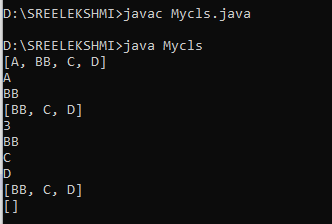 D:\SREELEKSHMI>javac Mycls.java
D:\SREELEKSHMI>java Mycls
[A, BB, C, D]
A
BB
[BB, C, D]
3
BB
C
D
[BB, C, D]
[]